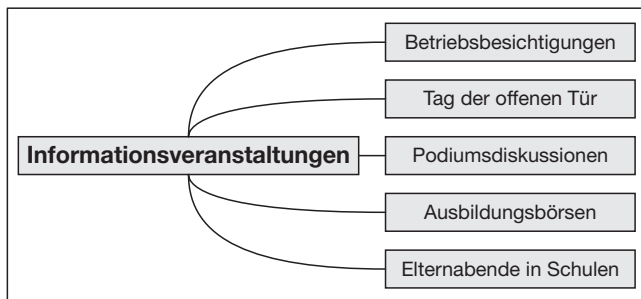 Betriebsbesichtigungen
Tag der offenen Tür
Informationsveranstaltungen
Podiumsdiskussionen
Ausbildungsbörsen
Elternabende in Schulen